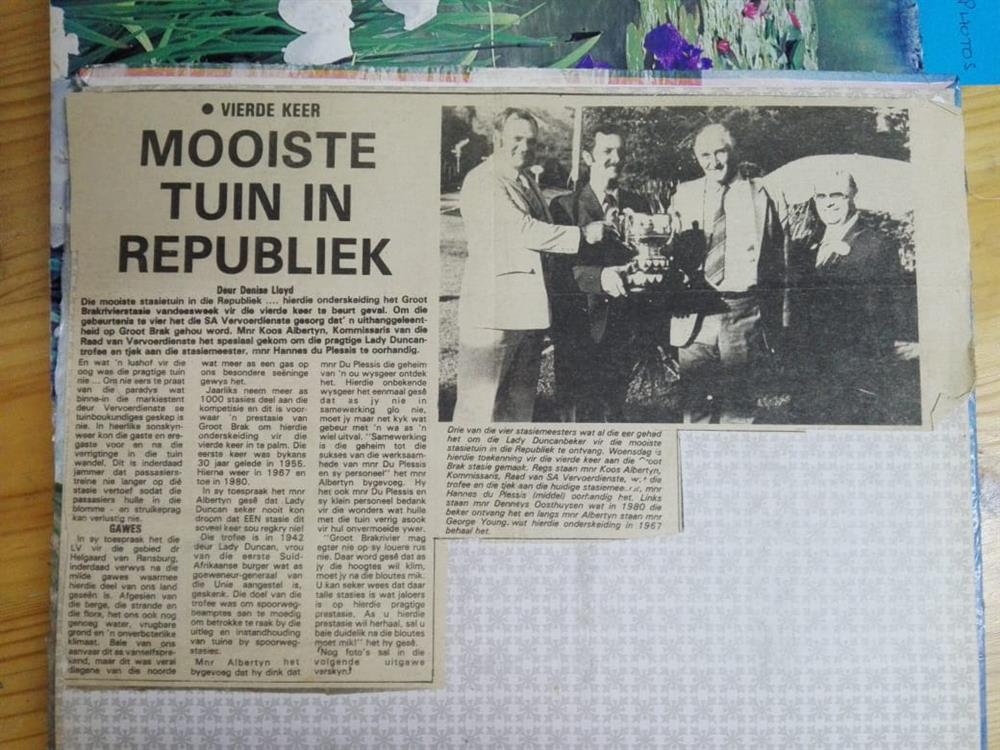 PHOTOS
● VIERDE KEER
MOOISTE
TUIN IN
REPUBLIEK
Deur Denise Lloyd
Die mooiste stasietuin in die Republiek .... hierdie onderskeiding het Groot
Brakrivierstasie vandeesweek vir die vierde keer te beurt geval. Om die
gebeurtenis te vier het die SA Vervoerdienste gesorg dat 'n uithanggeleent-
heid op Groot Brak gehou word. Mnr Koos Albertyn, Kommissaris van die
Raad van Vervoerdienste het spesiaal gekom om die pragtige Lady Duncan-
trofee en tjek aan die stasiemeester, mnr Hannes du Plessis te oorhandig.
En wat 'n lushof vir die
oog was die pragtige tuin
nie ... Ons nie eers te praat
van die paradys wat
binne-in die markiestent
deur Vervoerdienste se
tuinboukundiges geskep is
nie. In heerlike sonskyn-
weer kon die gaste en ere-
gaste voor en na die
verrigtinge in die tuin
wandel. Dit is inderdaad
jammer dat passasiers-
treine nie langer op dié
stasie vertoef sodat die
passasiers hulle in die
blomme - en struikeprag
kan verlustig nie.
GAWES
In sy toespraak het die
LV vir die gebied dr
Helgaard van Rensburg,
inderdaad verwys na die
milde gawes waarmee
hierdie deel van ons land
geseën is. Afgesien van
die berge, die strande en
die flora, het ons ook nog
genoeg water, vrugbare
grond en 'n onverbeterlike
klimaat. Baie van ons
aanvaar dit as vanselfspre-
kend, maar dit was veral
diegene van die noorde
wat meer as een gas op
ons besondere seëninge
gewys het.
Jaarliks neem meer as
1000 stasies deel aan die
kompetisie en dit is voor-
waar 'n prestasie van
Groot Brak om hierdie
onderskeiding vir die
vierde keer in te palm. Die
eerste keer was bykans
30 jaar gelede in 1956.
Hierna weer in 1967 en
toe in 1980.
In sy toespraak het mnr
Albertyn gesê dat Lady
Duncan seker nooit kon
droom dat EEN stasie dit
soveel keer sou regkry nie!
Die trofee is in 1942
deur Lady Duncan, vrou
van die eerste Suid-
Afrikaanse burger wat as
goewerneur-generaal van
die Unie aangestel is,
geskenk. Die doel van die
trofee was om spoorweg-
beamptes aan te moedig
om betrokke te raak by die
uitleg en instandhouding
van tuine by spoorweg-
stasies.
Mnr Albertyn het
bygevoeg dat hy dink dat
mnr Du Plessis die geheim
van 'n ou wysgeer ontdek
het. Hierdie onbekende
wysgeer het eenmaal gesê
dat as jy nie in
samewerking glo nie,
moet jy maar net kyk wat
gebeur met 'n wa as 'n
wiel uitval. "Samewerking
is die geheim tot die
sukses van die werksaam-
hede van mnr Du Plessis
en sy personeel" het mnr
Albertyn bygevoeg. Hy
het ook mnr Du Plessis en
sy klein personeel bedank
vir die wonders wat hulle
met die tuin verrig asook
vir hul onvermoeide ywer.
"Groot Brakrivier mag
egter nie op sy louere rus
nie. Daar word gesê dat as
jy die hoogtes wil klim,
moet jy na die bloutes mik.
U kan seker wees dat daar
talle stasies is wat jaloers
is op hierdie pragtige
prestasie. As u hierdie
prestasie wil herhaal, sal u
baie duidelik na die bloutes
moet mik!" het hy gesê.
Nog foto's sal in die
volgende uitgawe
verskyn.
Drie van die vier stasiemeesters wat al die eer gehad
het om die Lady Duncanbeker vir die mooiste
stasietuin in die Republiek te ontvang. Woensdag is
hierdie toekenning vir die vierde keer aan die
Brak stasie gemaak. Regs staan mnr Koos Albertyn,
Kommissaris, Raad van SA Vervoerdienste, die
trofee en die tjek aan die huidige stasiemee mnr
Hannes du Plessis (middel) oorhandig het. Links
staan mnr Denneys Oosthuysen wat in 1980 die
beker ontvang het en langs mnr Albertyn staan mnr
George Young, wat hierdie onderskeiding in 1967
behaal het.